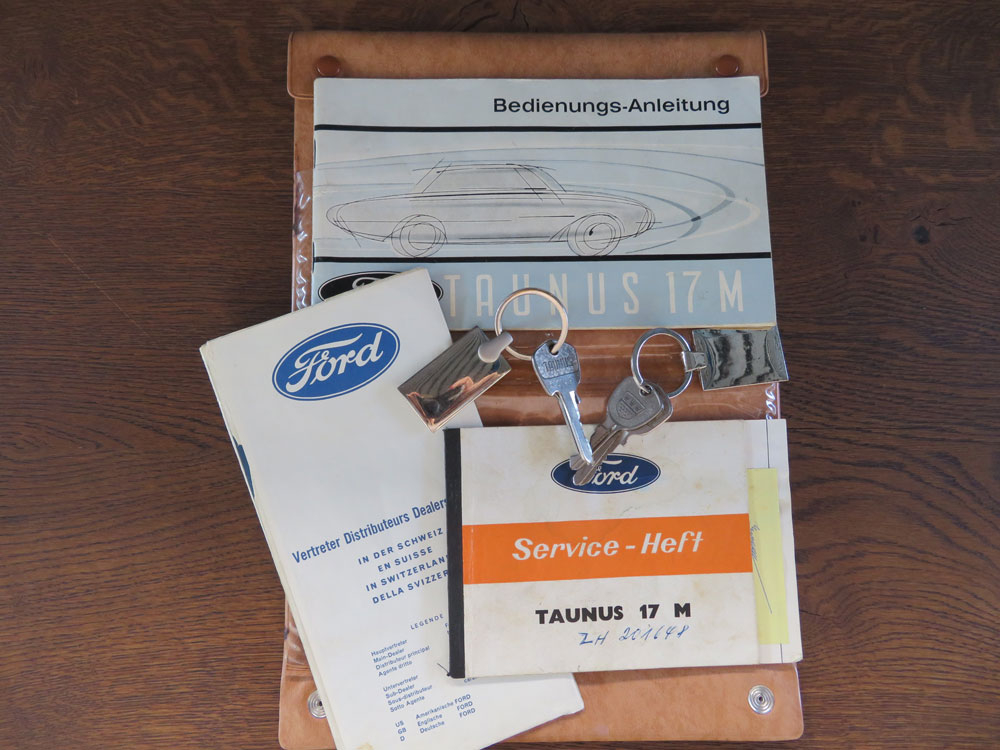 Bedienungs-Anleitung
TAUNUS 17 M
Ford
Vertreter Distributeurs Dealers
IN DER SCHWEIZ
EN SUISSE
IN SWITZERLAND
DELLA SVIZZERA
LEGENDE
Hauptvertreter
Main-Dealer
Distributeur principal
Agente diritto
Untervertreter
Sub-Dealer
Sous-distributeur
Sotto Agente
US Amerikanische FORD
GB Englische FORD
D Deutsche FORD
TAUNUS
Ford
Service-Heft
TAUNUS 17 M
ZH 201648